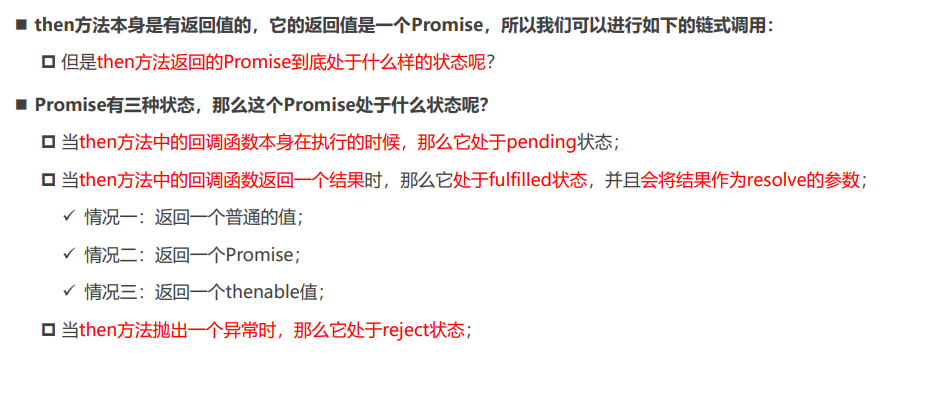 ■ then方法本身是有返回值的，它的返回值是一个Promise，所以我们可以进行如下的链式调用：
但是then方法返回的Promise到底处于什么样的状态呢？
■ Promise有三种状态，那么这个Promise处于什么状态呢？
当then方法中的回调函数本身在执行的时候，那么它处于pending状态；
当then方法中的回调函数返回一个结果时，那么它处于fulfilled状态，并且会将结果作为resolve的参数；
✓ 情况一：返回一个普通的值；
✓ 情况二：返回一个Promise；
✓ 情况三：返回一个thenable值；
当then方法抛出一个异常时，那么它处于reject状态；